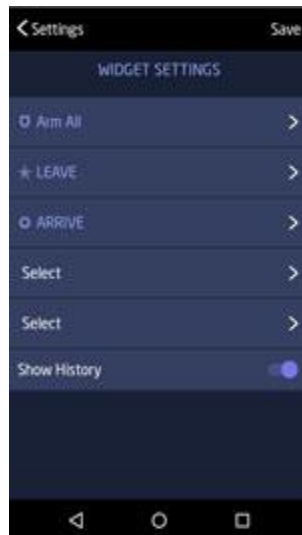 Settings
Save
WIDGET SETTINGS
Arm All
LEAVE
ARRIVE
Select
Select
Show History